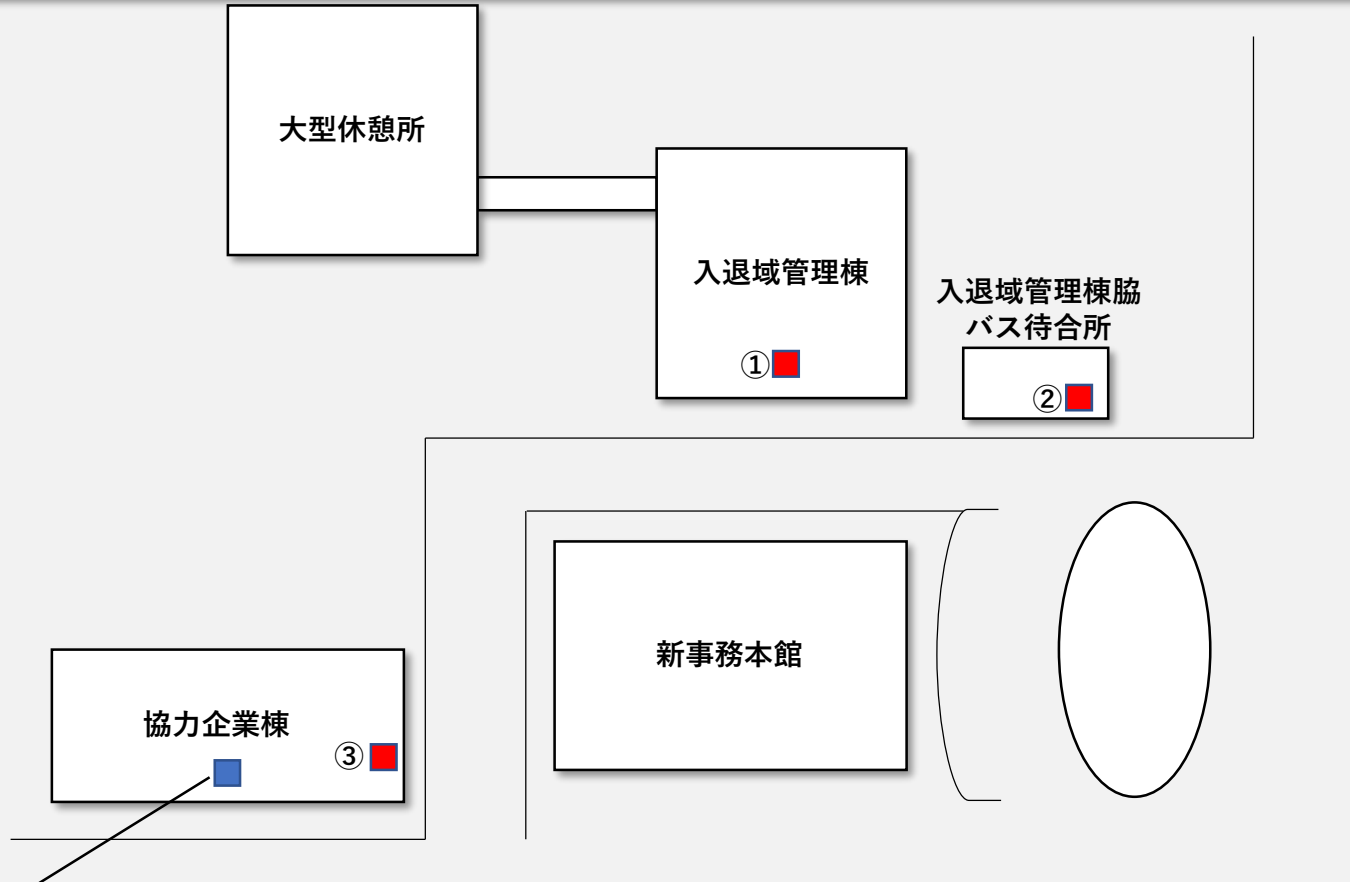 大型休憩所
入退域管理棟
入退域管理棟脇
バス待合所
①
②
新事務本館
協力企業棟
③